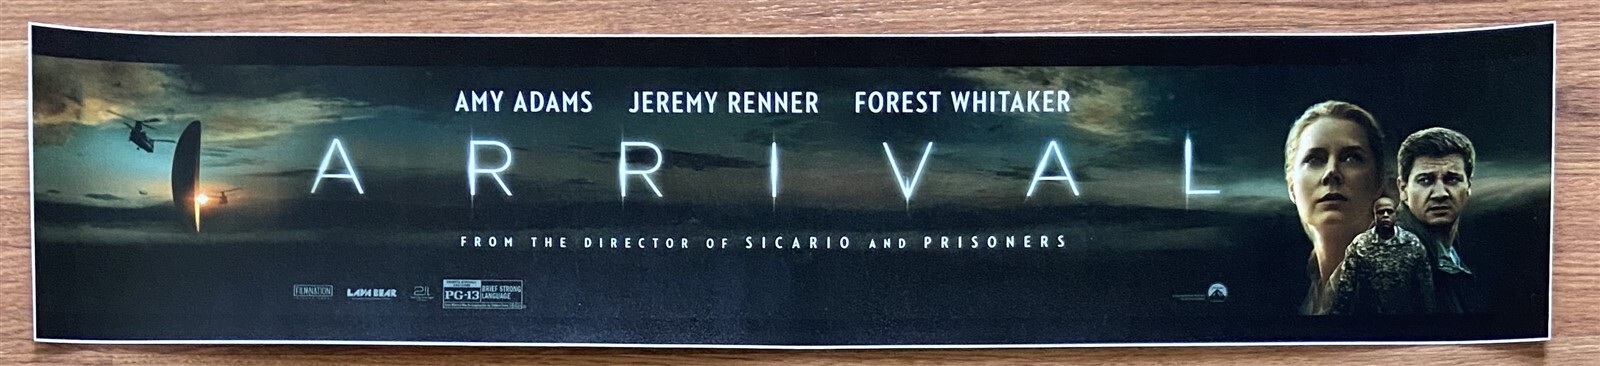 AMY ADAMS JEREMY RENNER FOREST WHITAKER
ARRIVAL
FROM THE DIRECTOR OF SICARIO AND PRISONERS
FILMNATION LAVA BEAR 21
PG-13 BRIEF STRONG
LANGUAGE